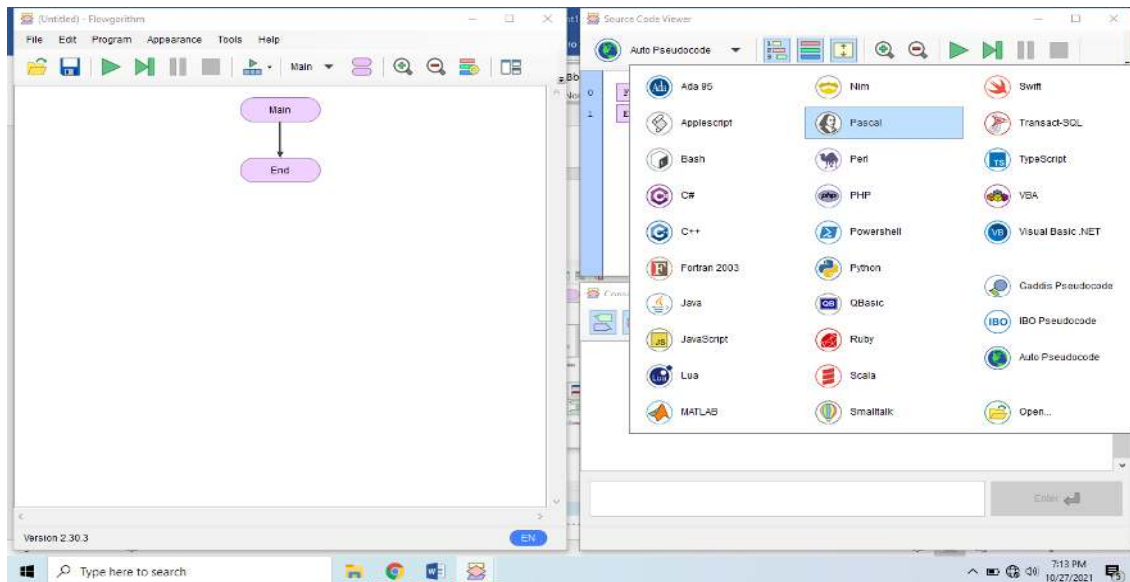 (Untitled) - Flowgorithm
File Edit Program Appearance Tools Help
Main
Main
End
Version 2.30.3
EN
Source Code Viewer
Auto Pseudocode
0
1
Ada 95
Applescript
Bash
C#
C++
Fortran 2003
Java
JavaScript
Lua
MATLAB
Nim
Pascal
Perl
PHP
Powershell
Python
QBasic
Ruby
Scala
Smalltalk
Swift
Transact-SQL
TypeScript
VBA
Visual Basic .NET
Gaddis Pseudocode
IBO Pseudocode
Auto Pseudocode
Open...
Enter
Type here to search
7:13 PM
10/27/2021